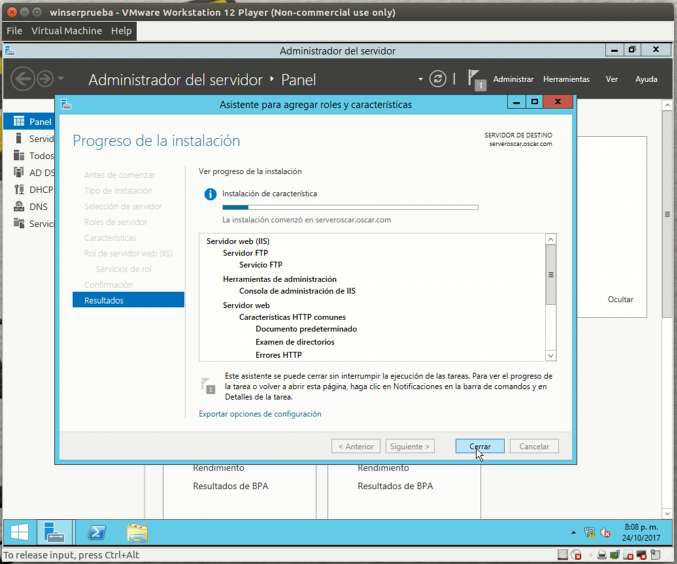 winserprueba - VMware Workstation 12 Player (Non-commercial use only)
File Virtual Machine Help
Administrador del servidor
Administrador del servidor Panel
1
Administrar Herramientas Ver Ayuda
Asistente para agregar roles y características
Panel
Servid
Todos
AD DS
DHCP
DNS
Servici
Progreso de la instalación
SERVIDOR DE DESTINO
serveroscar.oscar.com
Antes de comenzar
Tipo de instalación
Selección de servidor
Roles de servidor
Características
Rol de servidor web (IIS)
Servicios de rol
Confirmación
Resultados
Ver progreso de la instalación
Instalación de característica
La instalación comenzó en serveroscar.oscar.com
Servidor web (IIS)
Servidor FTP
Servicio FTP
Herramientas de administración
Consola de administración de IIS
Servidor web
Características HTTP comunes
Documento predeterminado
Examen de directorios
Errores HTTP
1
Este asistente se puede cerrar sin interrumpir la ejecución de las tareas. Para ver el progreso de
la tarea o volver a abrir esta página, haga clic en Notificaciones en la barra de comandos y en
Detalles de la tarea.
Exportar opciones de configuración
< Anterior Siguiente > Cerrar Cancelar
Ocultar
Rendimiento Rendimiento
Resultados de BPA Resultados de BPA
8:08 p. m.
24/10/2017
To release input, press Ctrl+Alt